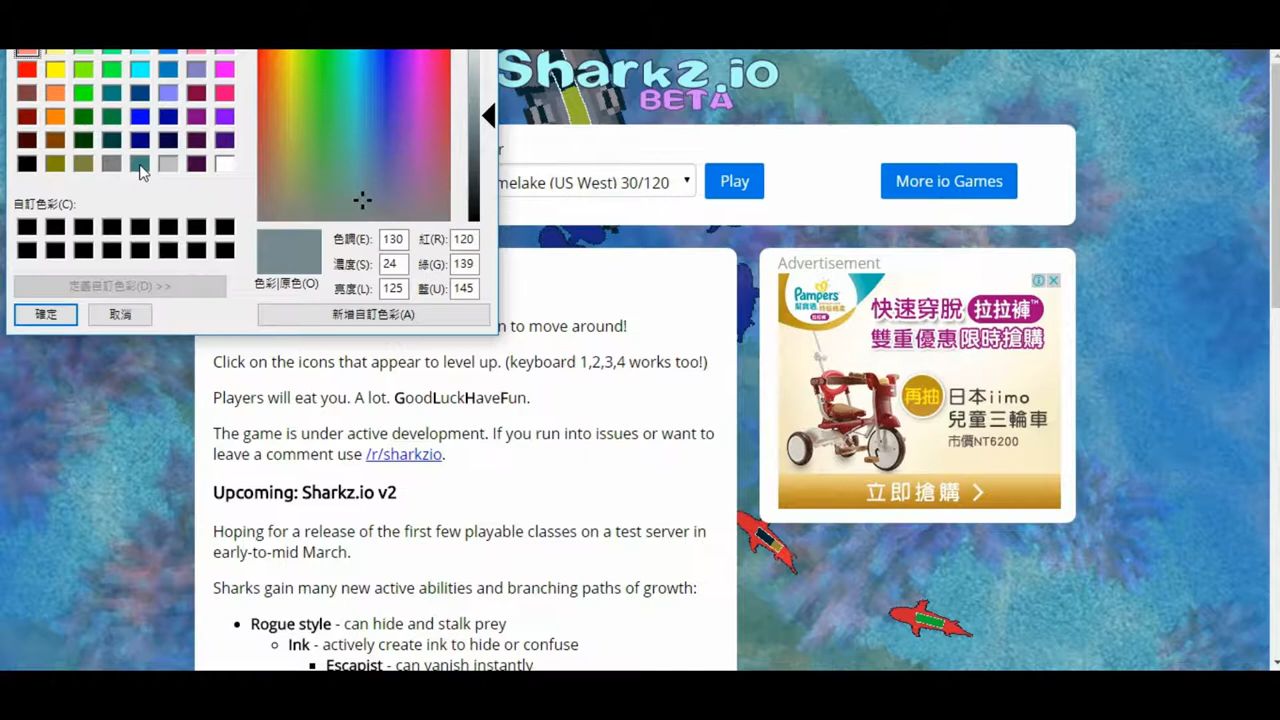 Sharkz.io
BETA
自訂色彩(C):
定義自訂色彩(D) >>
確定
取消
色調(E): 130
紅(R): 120
濃度(S): 24
綠(G): 139
色彩|原色(O)
亮度(L): 125
藍(U): 145
新增自訂色彩(A)
r
melake (US West) 30/120
Play
More io Games
n to move around!
Click on the icons that appear to level up. (keyboard 1,2,3,4 works too!)
Players will eat you. A lot. GoodLuckHaveFun.
The game is under active development. If you run into issues or want to
leave a comment use /r/sharkzio.
Upcoming: Sharkz.io v2
Hoping for a release of the first few playable classes on a test server in
early-to-mid March.
Sharks gain many new active abilities and branching paths of growth:
Rogue style - can hide and stalk prey
Ink - actively create ink to hide or confuse
Escapist - can vanish instantly
Advertisement
Pampers
快速穿脫 拉拉褲™
雙重優惠限時搶購
再抽
日本iimo
兒童三輪車
市價NT6200
立即搶購